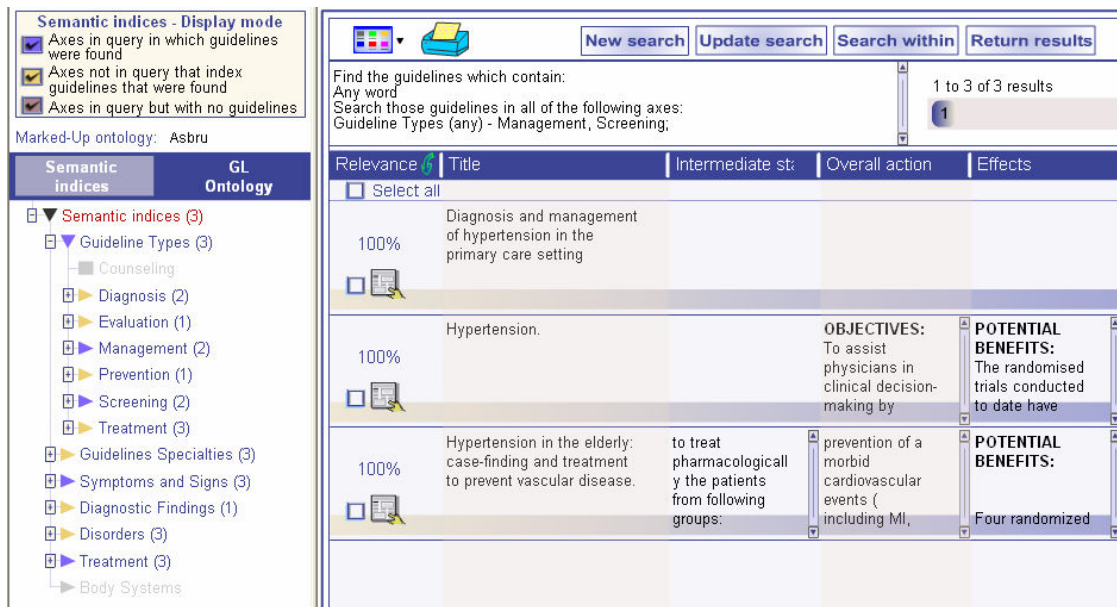 Semantic indices - Display mode
Axes in query in which guidelines
were found
Axes not in query that index
guidelines that were found
Axes in query but with no guidelines
Marked-Up ontology: Asbru
Semantic
indices
GL
Ontology
Semantic indices (3)
Guideline Types (3)
Counseling
Diagnosis (2)
Evaluation (1)
Management (2)
Prevention (1)
Screening (2)
Treatment (3)
Guidelines Specialties (3)
Symptoms and Signs (3)
Diagnostic Findings (1)
Disorders (3)
Treatment (3)
Body Systems
New search
Update search
Search within
Return results
Find the guidelines which contain:
Any word
Search those guidelines in all of the following axes:
Guideline Types (any) - Management, Screening;
1 to 3 of 3 results
1
Relevance Title Intermediate sta Overall action Effects
Select all
100%
Diagnosis and management
of hypertension in the
primary care setting
100%
Hypertension.
OBJECTIVES:
To assist
physicians in
clinical decision-
making by
POTENTIAL
BENEFITS:
The randomised
trials conducted
to date have
100%
Hypertension in the elderly:
case-finding and treatment
to prevent vascular disease.
to treat
pharmacologicall
y the patients
from following
groups:
prevention of a
morbid
cardiovascular
events (
including MI,
POTENTIAL
BENEFITS:
Four randomized